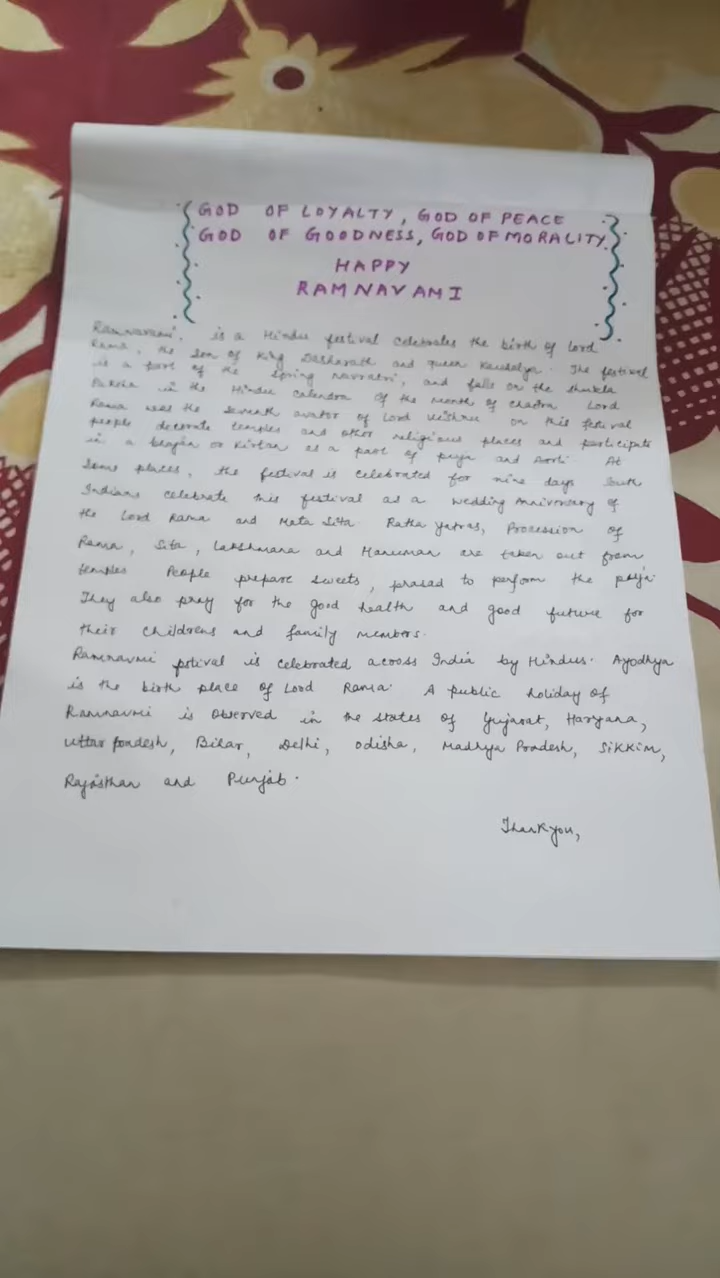 GOD OF LOYALTY, GOD OF PEACE
GOD OF GOODNESS, GOD OF MORALITY
HAPPY
RAMNAVAMI
Ramnavami, is a Hindu festival celebrates the birth of Lord
Rama, the son of King Dasharath and queen Kausalya. The festival
is a part of the spring navratri, and falls on the shukla
Paksha in the Hindu calendra of the month of chaitra Lord
Rama was the seventh avatar of Lord vishnu on this festival
people decorate temples and other religious places and participate
in a or Kirtan as a part of puja and Aarti. At
Some places, the festival is celebrated for nine days South
Indians celebrate this festival as a wedding Anniversary of
the Lord Rama and Mata Sita. Ratha yatras, Procession of
Rama, Sita, Lakshmana and Hanuman are taken out from
temples People prepare sweets, prasad to perform the puja.
They also pray for the good health and good future for
their childrens and family members.
Ramnavmi is celebrated across India by Hindus. Ayodhya
is the birth place of Lord Rama. A public holiday of
Ramnavmi is observed in the states of Gujarat, Haryana,
uttar Pradesh, Bihar, Delhi, Odisha, Madhya Pradesh, SiKKim,
Rajasthan and Punjab.
Thankyou,